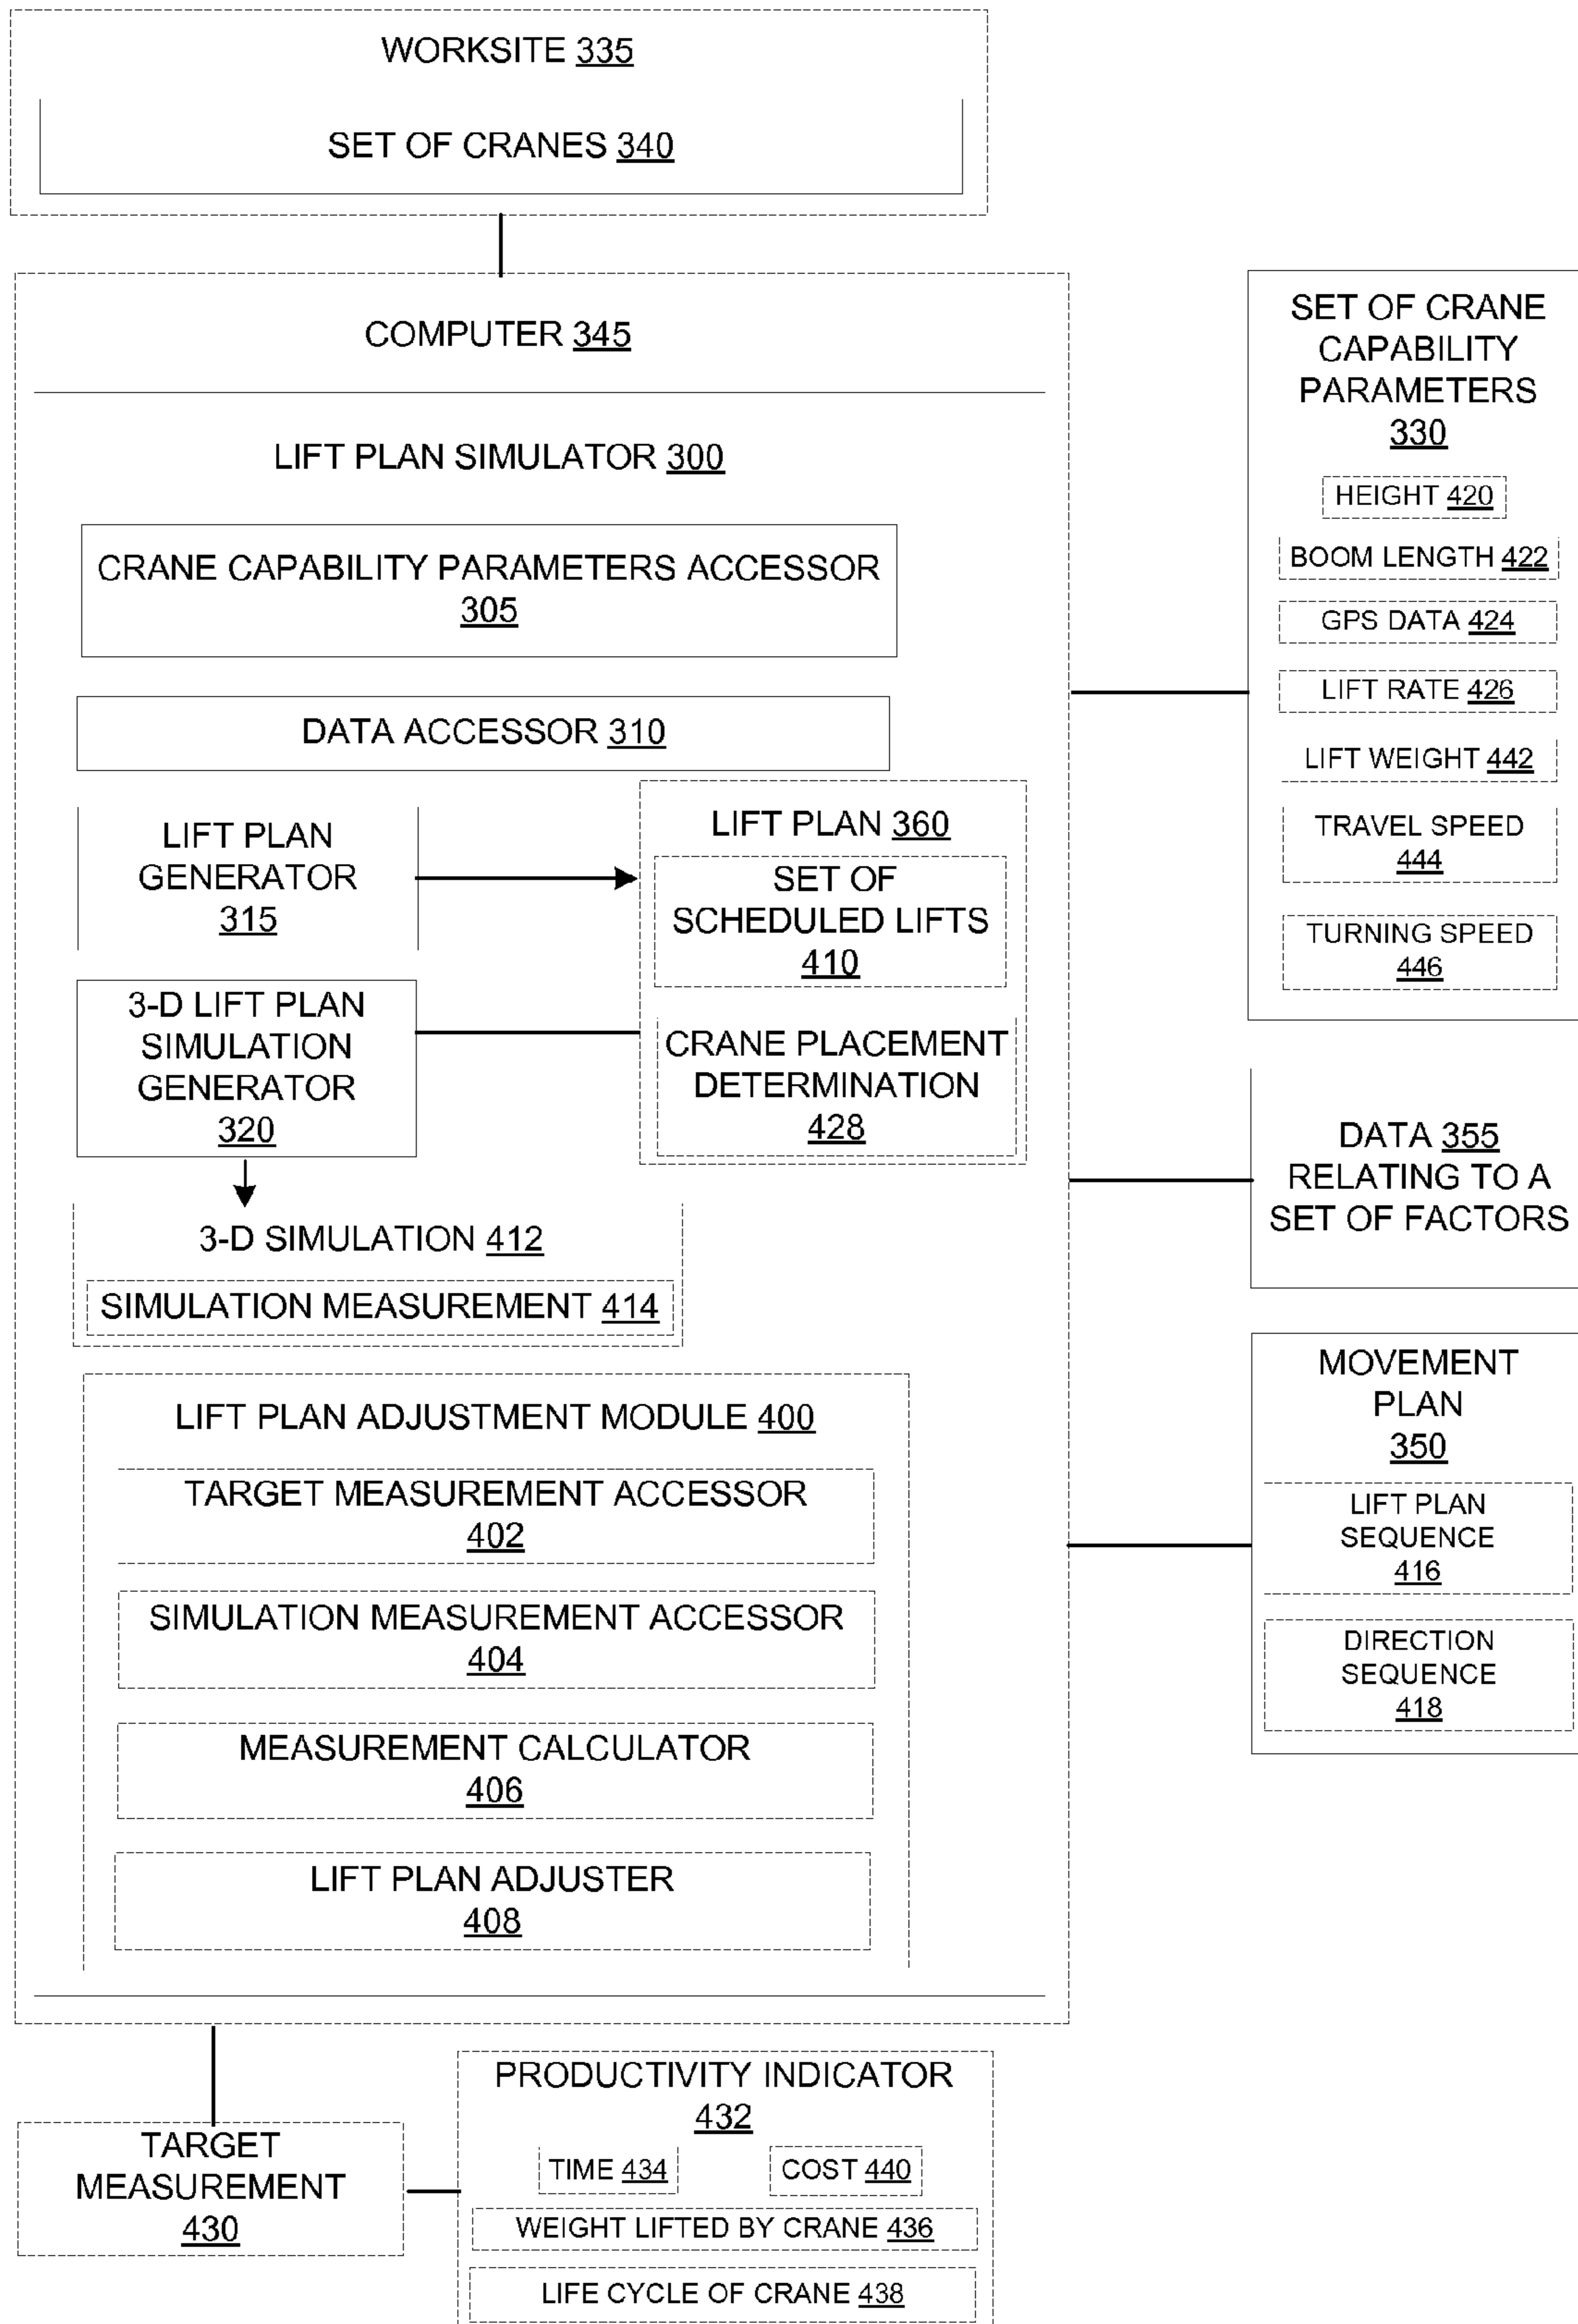 WORKSITE 335
SET OF CRANES 340
COMPUTER 345
LIFT PLAN SIMULATOR 300
CRANE CAPABILITY PARAMETERS ACCESSOR
305
DATA ACCESSOR 310
LIFT PLAN
GENERATOR
315
LIFT PLAN 360
SET OF
SCHEDULED LIFTS
410
CRANE PLACEMENT
DETERMINATION
428
3-D LIFT PLAN
SIMULATION
GENERATOR
320
3-D SIMULATION 412
SIMULATION MEASUREMENT 414
LIFT PLAN ADJUSTMENT MODULE 400
TARGET MEASUREMENT ACCESSOR
402
SIMULATION MEASUREMENT ACCESSOR
404
MEASUREMENT CALCULATOR
406
LIFT PLAN ADJUSTER
408
SET OF CRANE
CAPABILITY
PARAMETERS
330
HEIGHT 420
BOOM LENGTH 422
GPS DATA 424
LIFT RATE 426
LIFT WEIGHT 442
TRAVEL SPEED
444
TURNING SPEED
446
DATA 355
RELATING TO A
SET OF FACTORS
MOVEMENT
PLAN
350
LIFT PLAN
SEQUENCE
416
DIRECTION
SEQUENCE
418
TARGET
MEASUREMENT
430
PRODUCTIVITY INDICATOR
432
TIME 434
COST 440
WEIGHT LIFTED BY CRANE 436
LIFE CYCLE OF CRANE 438